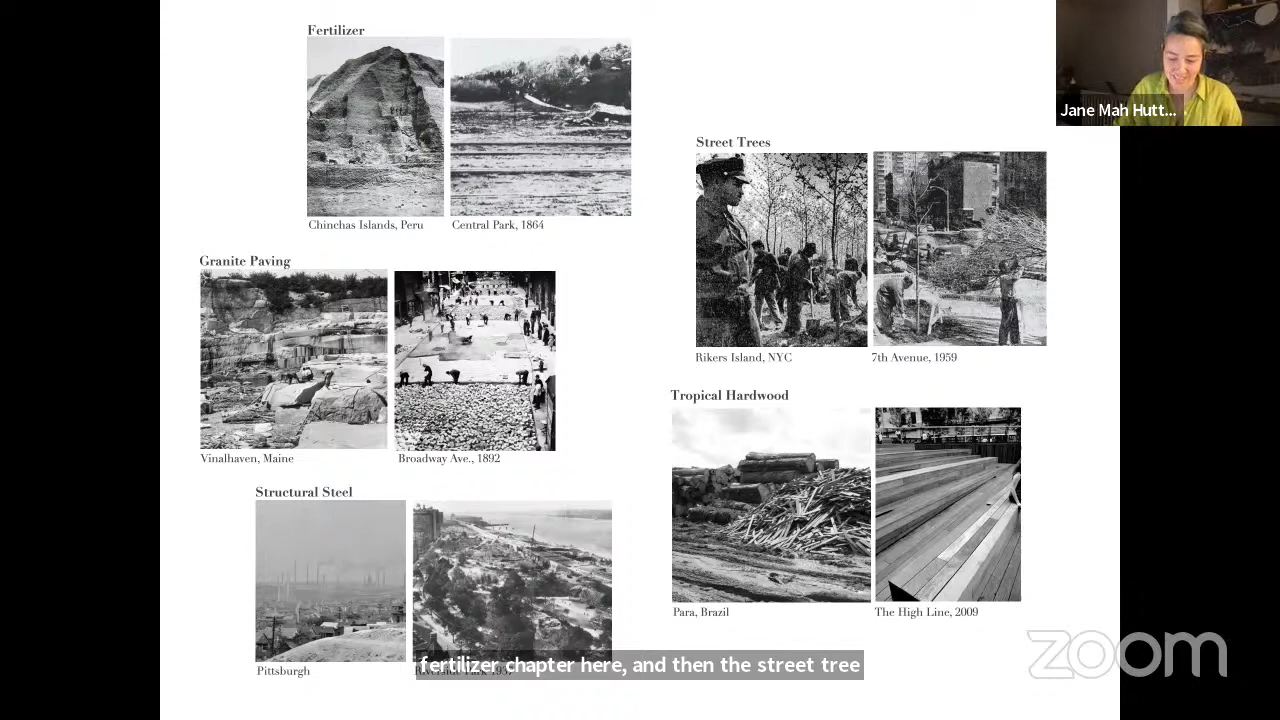 Fertilizer
Chinchas Islands, Peru
Central Park, 1864
Granite Paving
Vinalhaven, Maine
Broadway Ave., 1892
Structural Steel
Pittsburgh
Street Trees
Rikers Island, NYC
7th Avenue, 1959
Tropical Hardwood
Para, Brazil
The High Line, 2009
Jane Mah Hutt...
fertilizer chapter here, and then the street tree
zoom